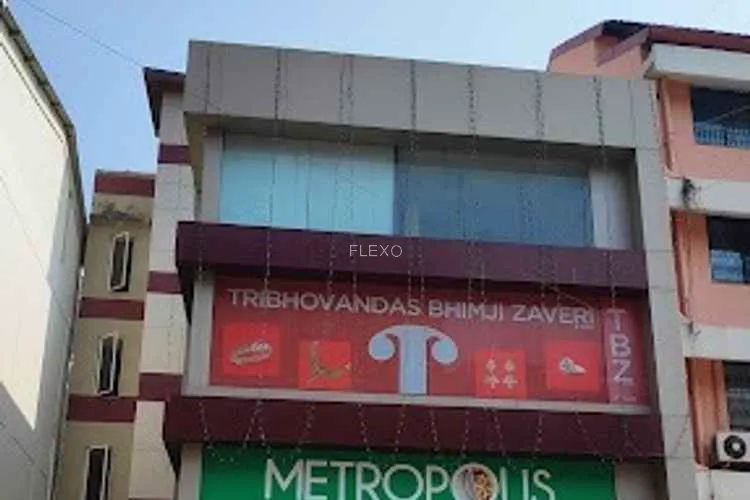 FLEXO
TRIBHOVANDAS BHIMJI ZAVERI
TBZ
METROPOLIS